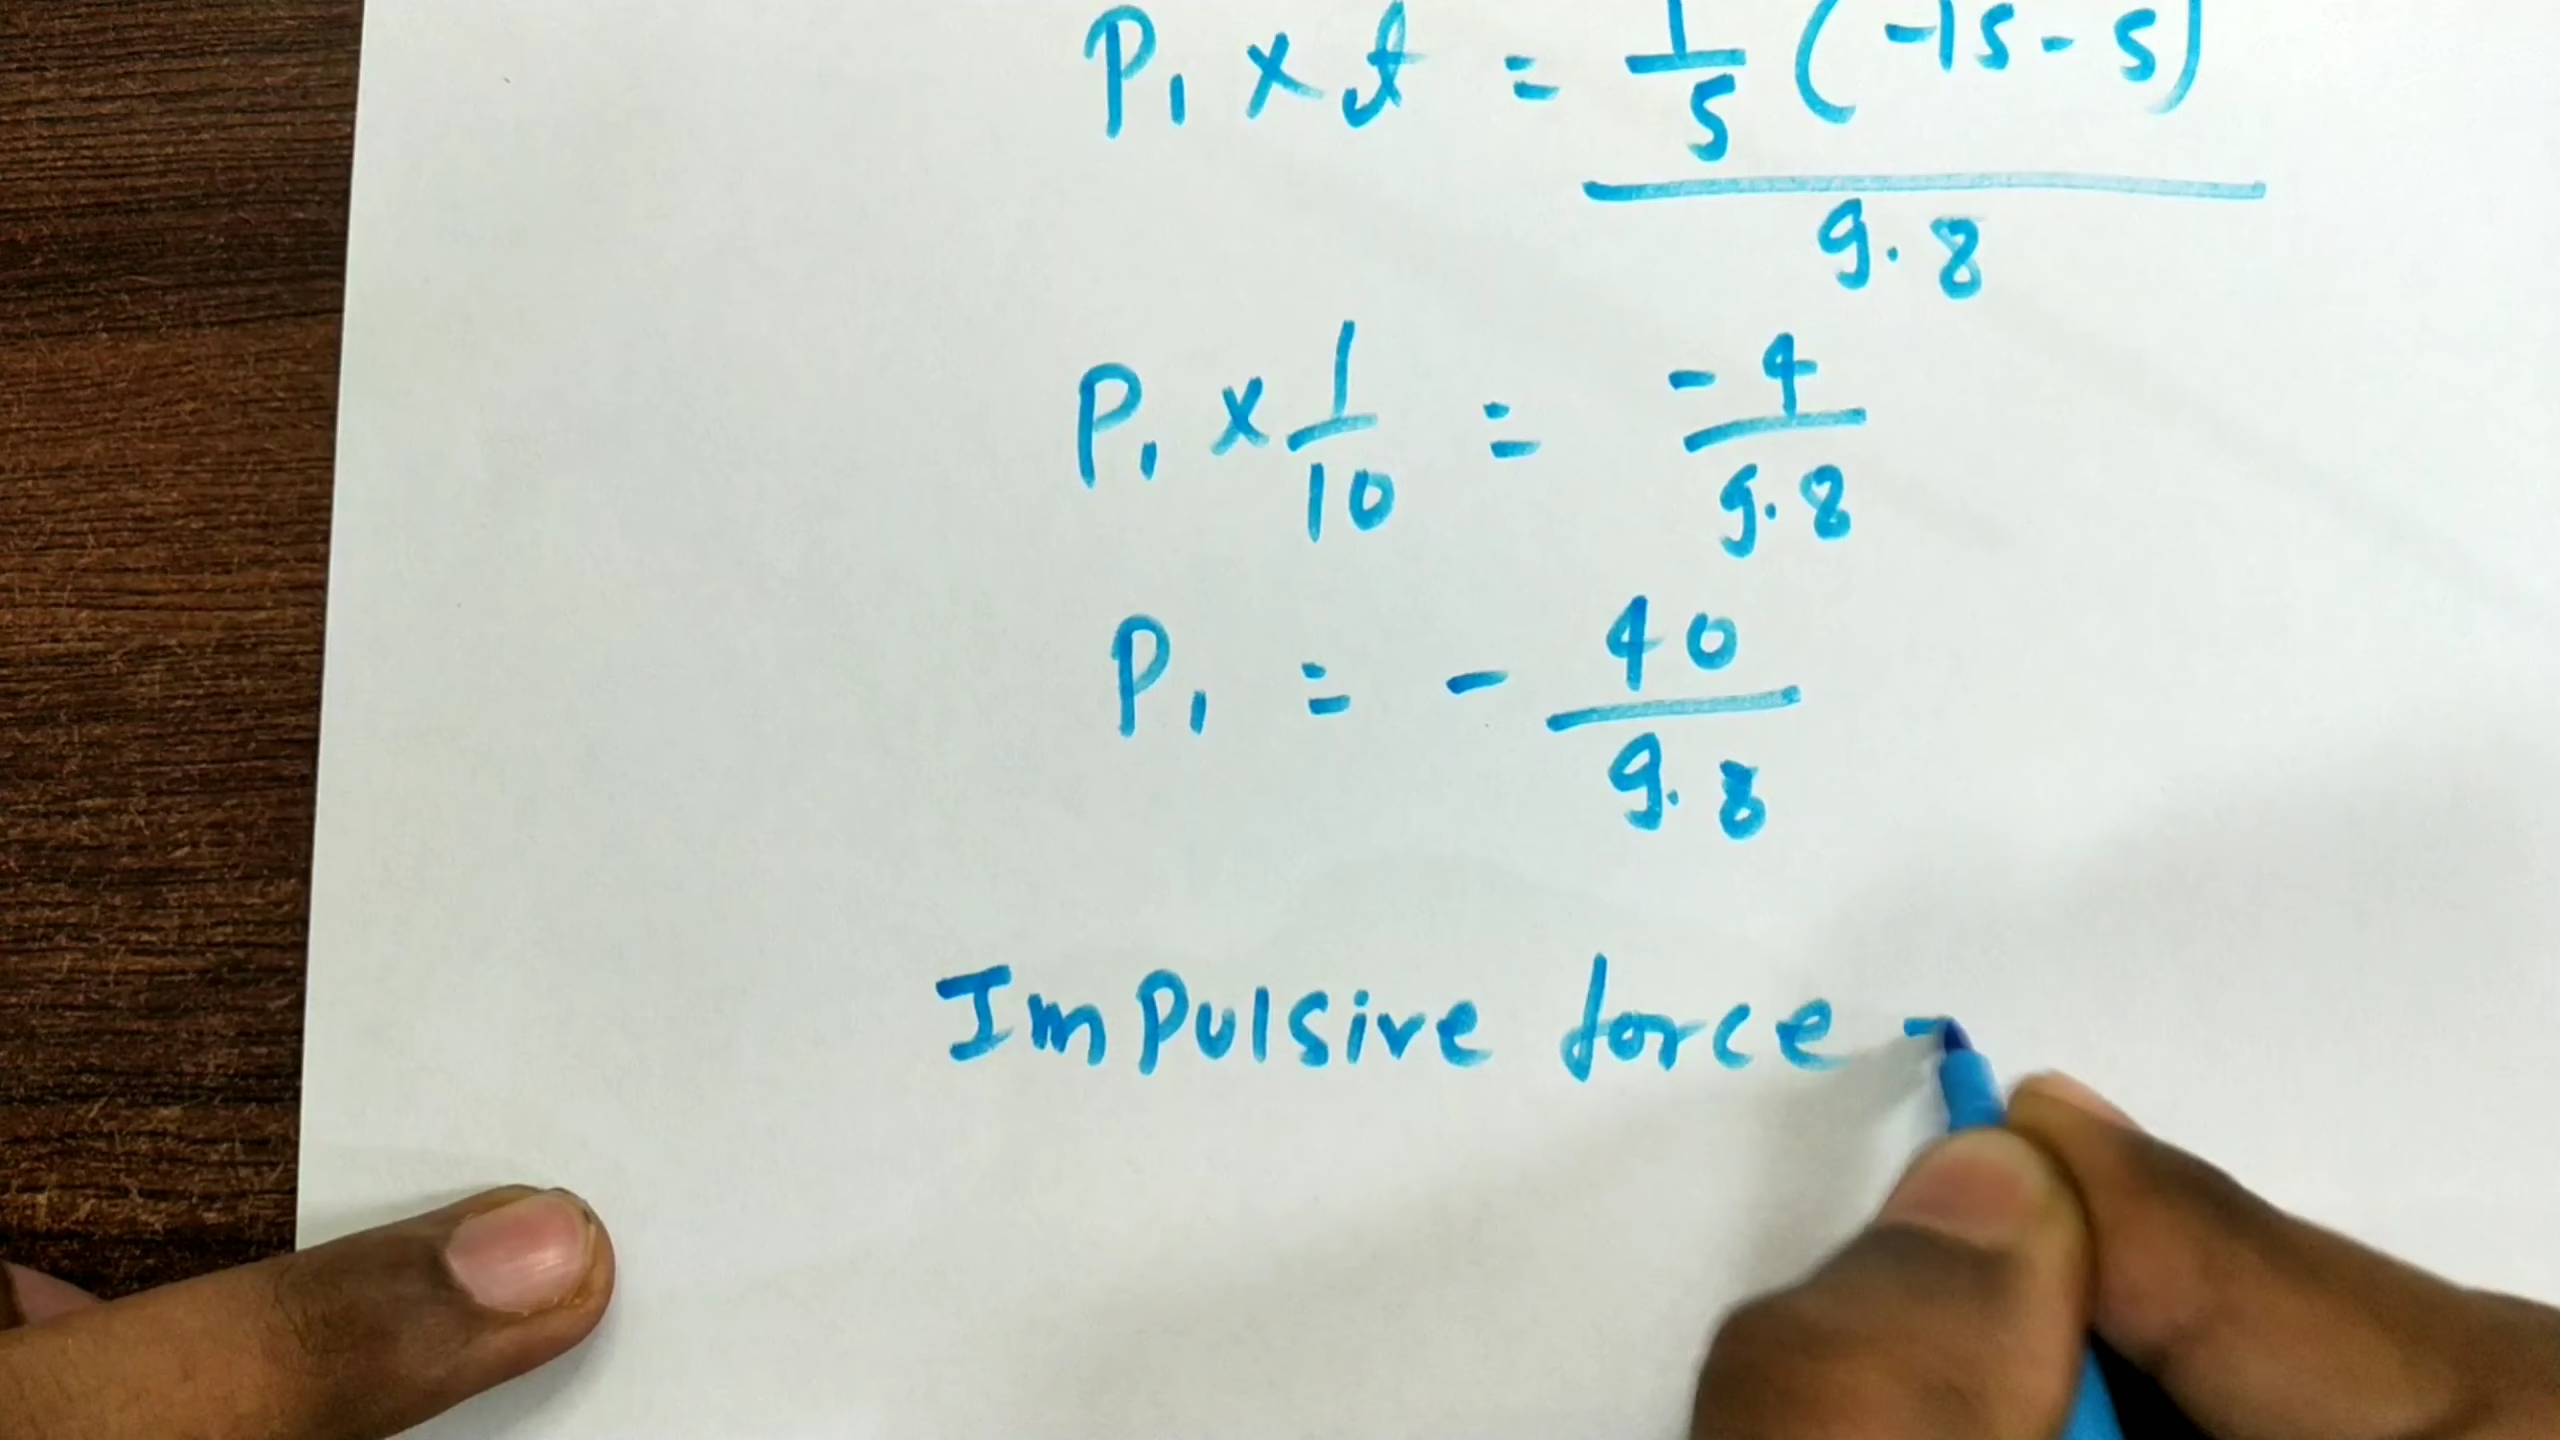 P₁ × t = 1/5 (-15-5) / 9.8
P₁ × 1/10 = -4/9.8
P₁ = - 40/9.8
Impulsive force